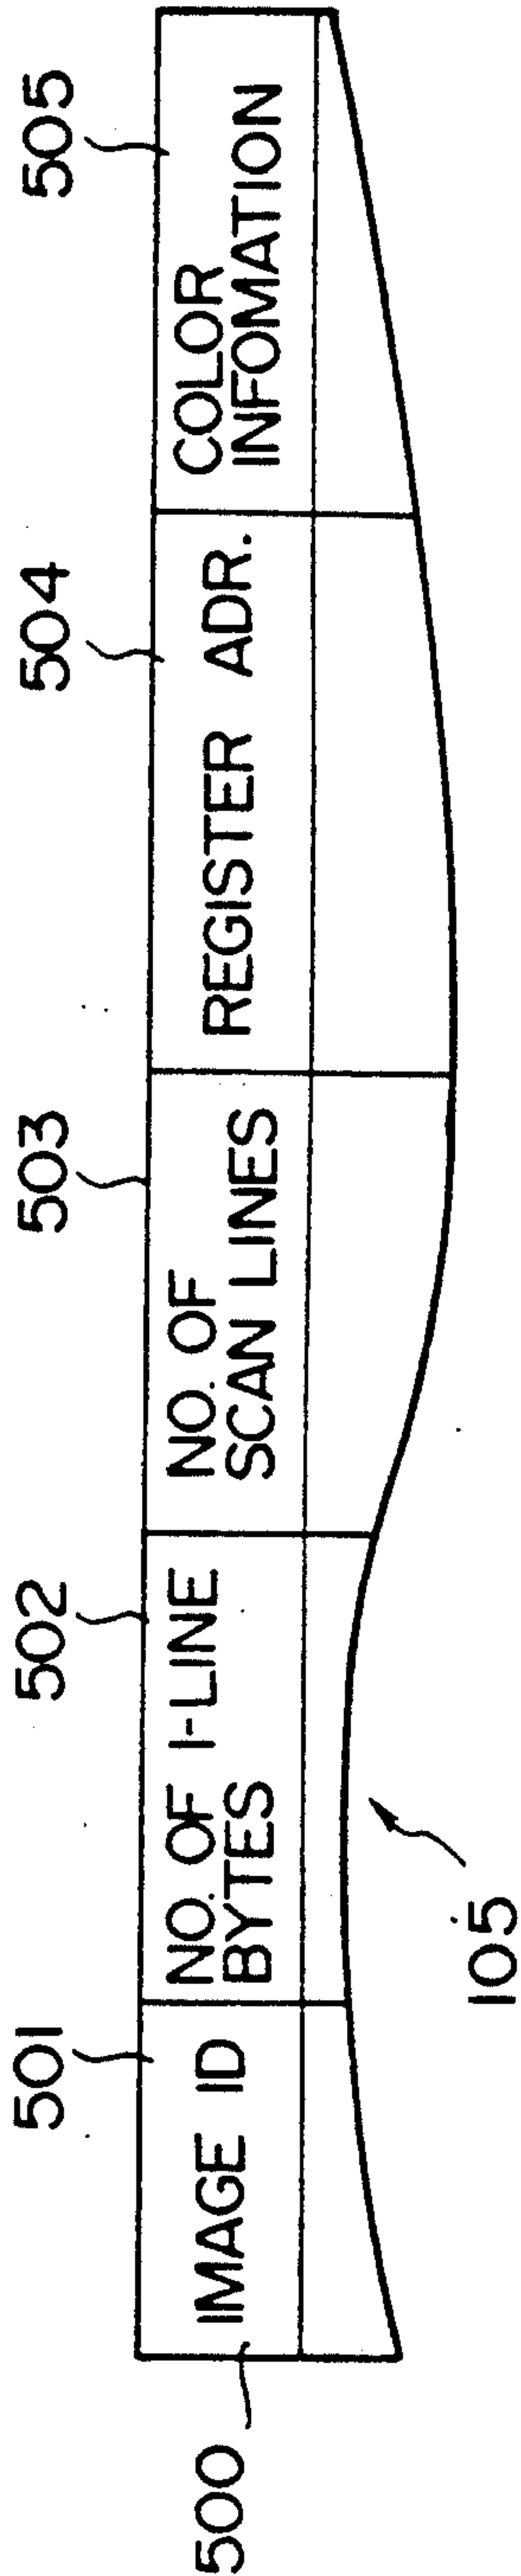 501
502
503
504
505
500
IMAGE ID
NO. OF 1-LINE
BYTES
NO. OF
SCAN LINES
REGISTER ADR.
COLOR
INFOMATION
105